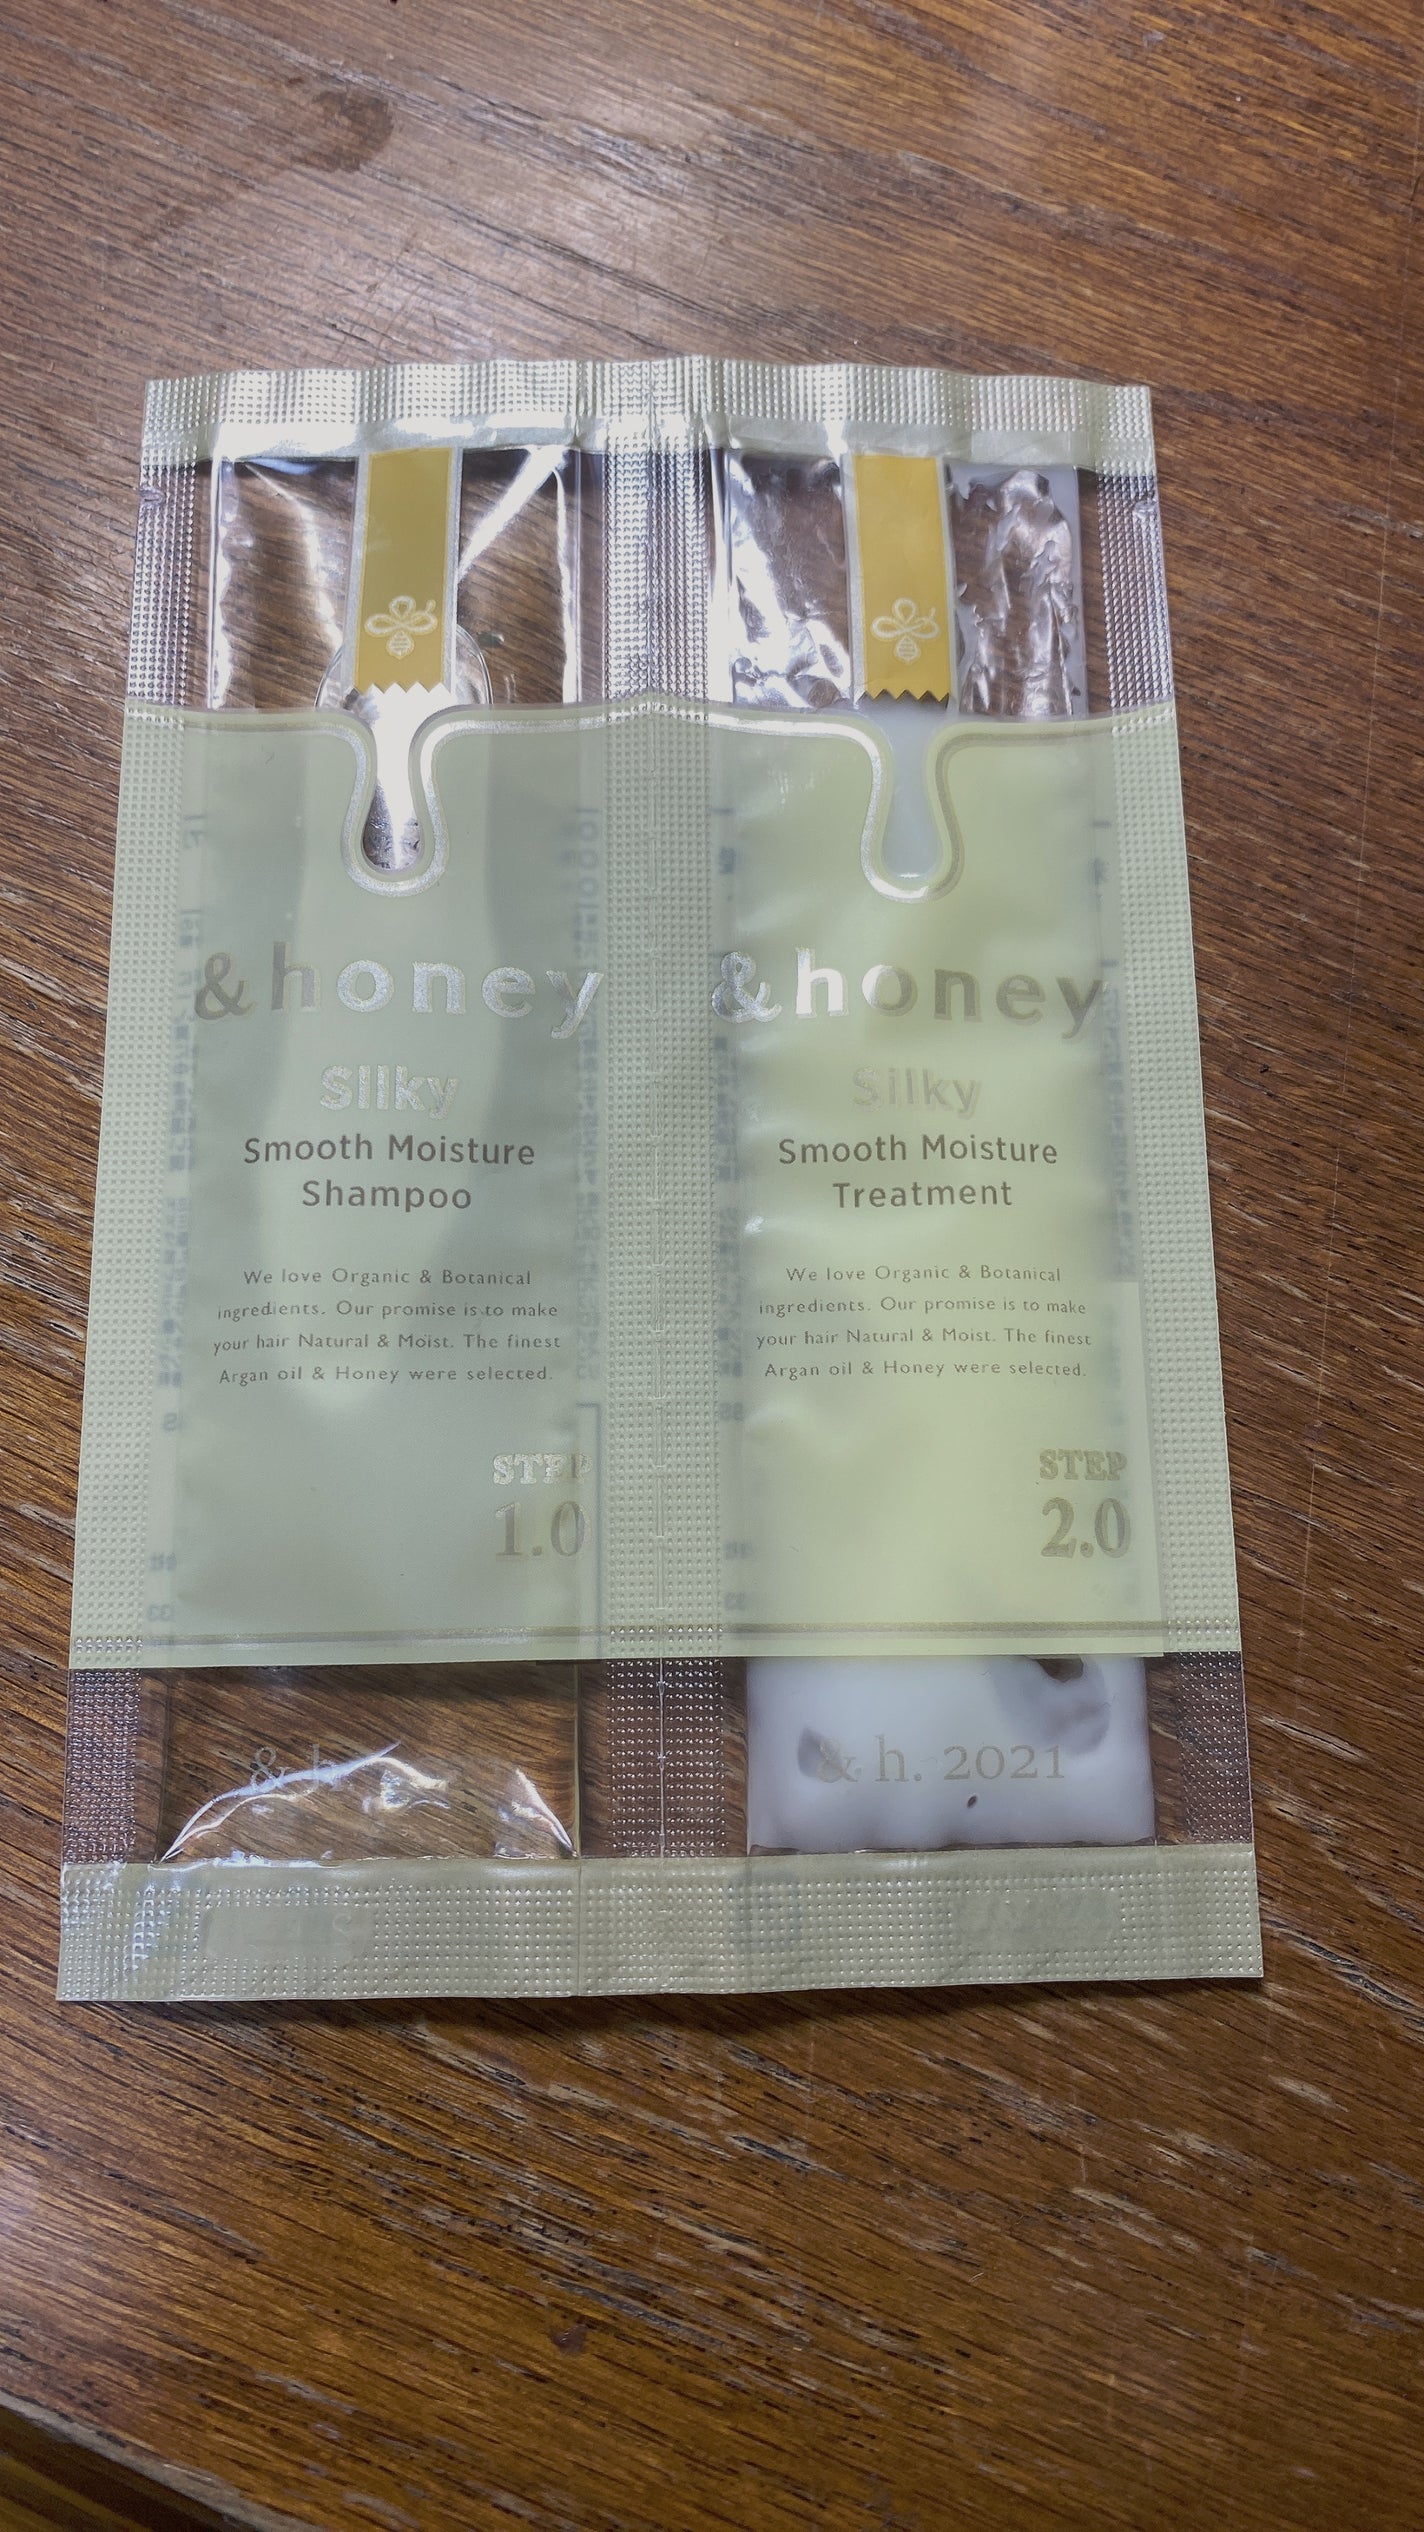 &honey
Silky
Smooth Moisture
Shampoo
We love Organic & Botanical
ingredients. Our promise is to make
your hair Natural & Moist. The finest
Argan oil & Honey were selected.
STEP
1.0
& h.
&honey
Silky
Smooth Moisture
Treatment
We love Organic & Botanical
ingredients. Our promise is to make
your hair Natural & Moist. The finest
Argan oil & Honey were selected.
STEP
2.0
& h. 2021